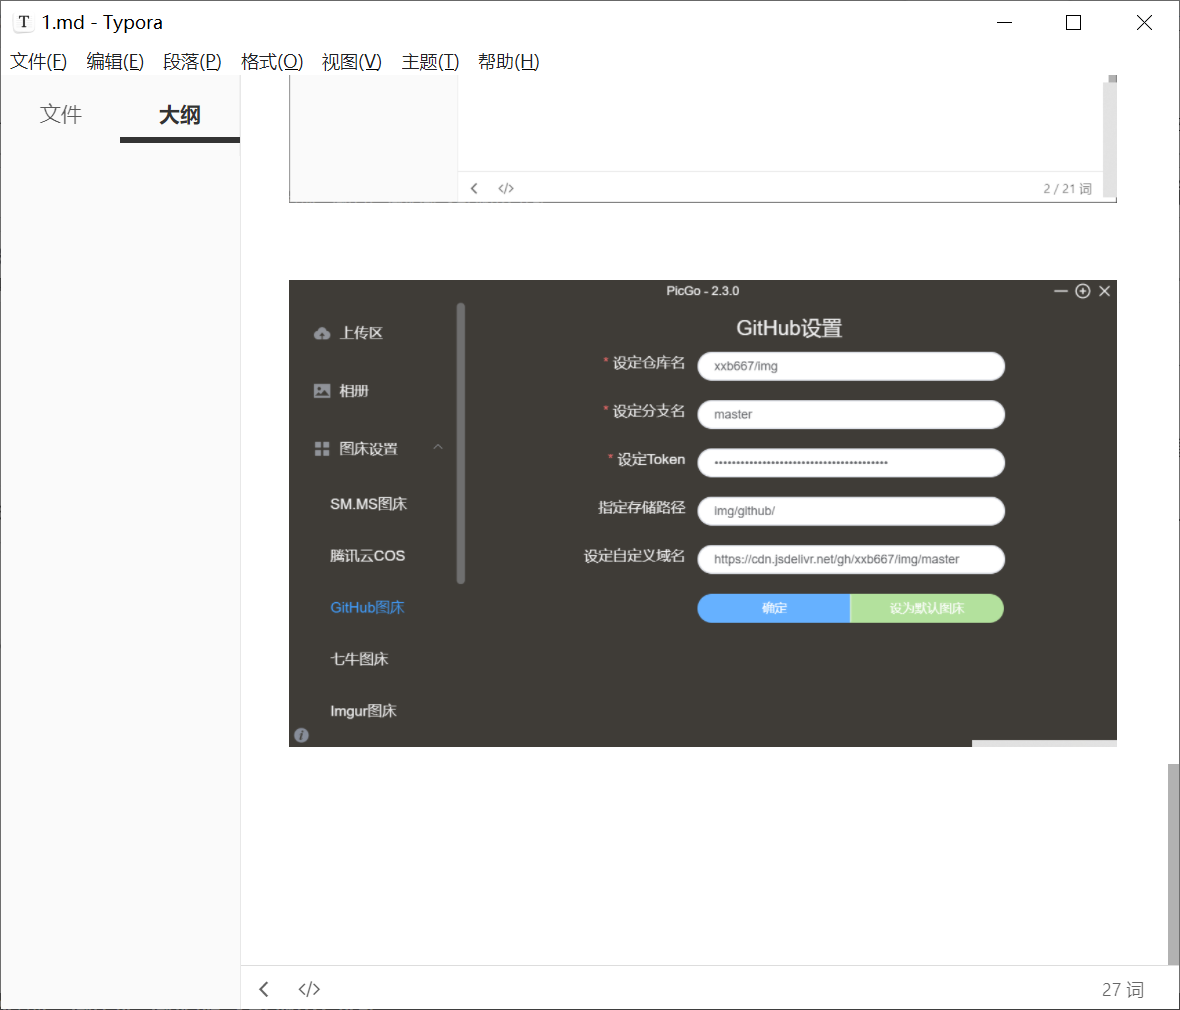 1.md - Typora
文件(F) 编辑(E) 段落(P) 格式(O) 视图(V) 主题(T) 帮助(H)
文件 大纲
</> 2 / 21 词
PicGo - 2.3.0
上传区
相册
图床设置
SM.MS图床
腾讯云COS
GitHub图床
七牛图床
Imgur图床
GitHub设置
* 设定仓库名 xxb667/img
* 设定分支名 master
* 设定Token
指定存储路径 img/github/
设定自定义域名 https://cdn.jsdelivr.net/gh/xxb667/img/master
确定 设为默认图床
</> 27 词